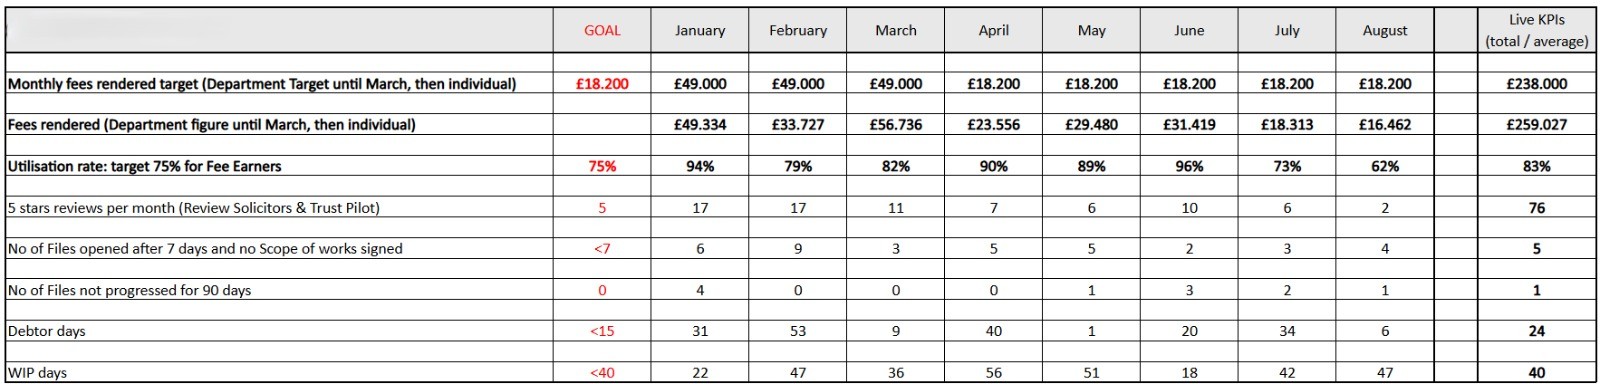 GOAL January February March April May June July August Live KPIs (total / average)
Monthly fees rendered target (Department Target until March, then individual) £18.200 £49.000 £49.000 £49.000 £18.200 £18.200 £18.200 £18.200 £18.200 £238.000
Fees rendered (Department figure until March, then individual) £49.334 £33.727 £56.736 £23.556 £29.480 £31.419 £18.313 £16.462 £259.027
Utilisation rate: target 75% for Fee Earners 75% 94% 79% 82% 90% 89% 96% 73% 62% 83%
5 stars reviews per month (Review Solicitors & Trust Pilot) 5 17 17 11 7 6 10 6 2 76
No of Files opened after 7 days and no Scope of works signed <7 6 9 3 5 5 2 3 4 5
No of Files not progressed for 90 days 0 4 0 0 0 1 3 2 1 1
Debtor days <15 31 53 9 40 1 20 34 6 24
WIP days <40 22 47 36 56 51 18 42 47 40